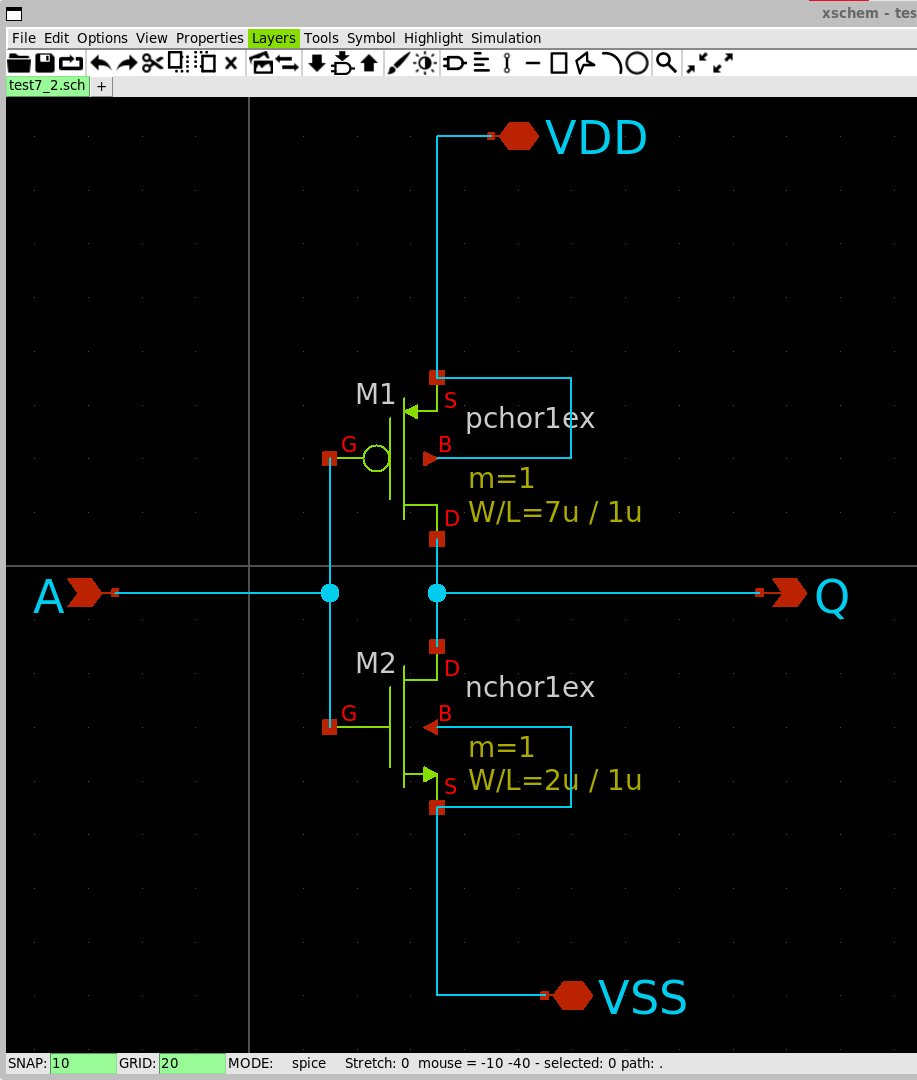 xschem - tes
File Edit Options View Properties Layers Tools Symbol Highlight Simulation
test7_2.sch +
VDD
M1
S
pchor1ex
G
B
m=1
W/L=7u / 1u
D
A
Q
M2
D
nchor1ex
G
B
m=1
W/L=2u / 1u
S
VSS
SNAP: 10 GRID: 20 MODE: spice Stretch: 0 mouse = -10 -40 - selected: 0 path: .